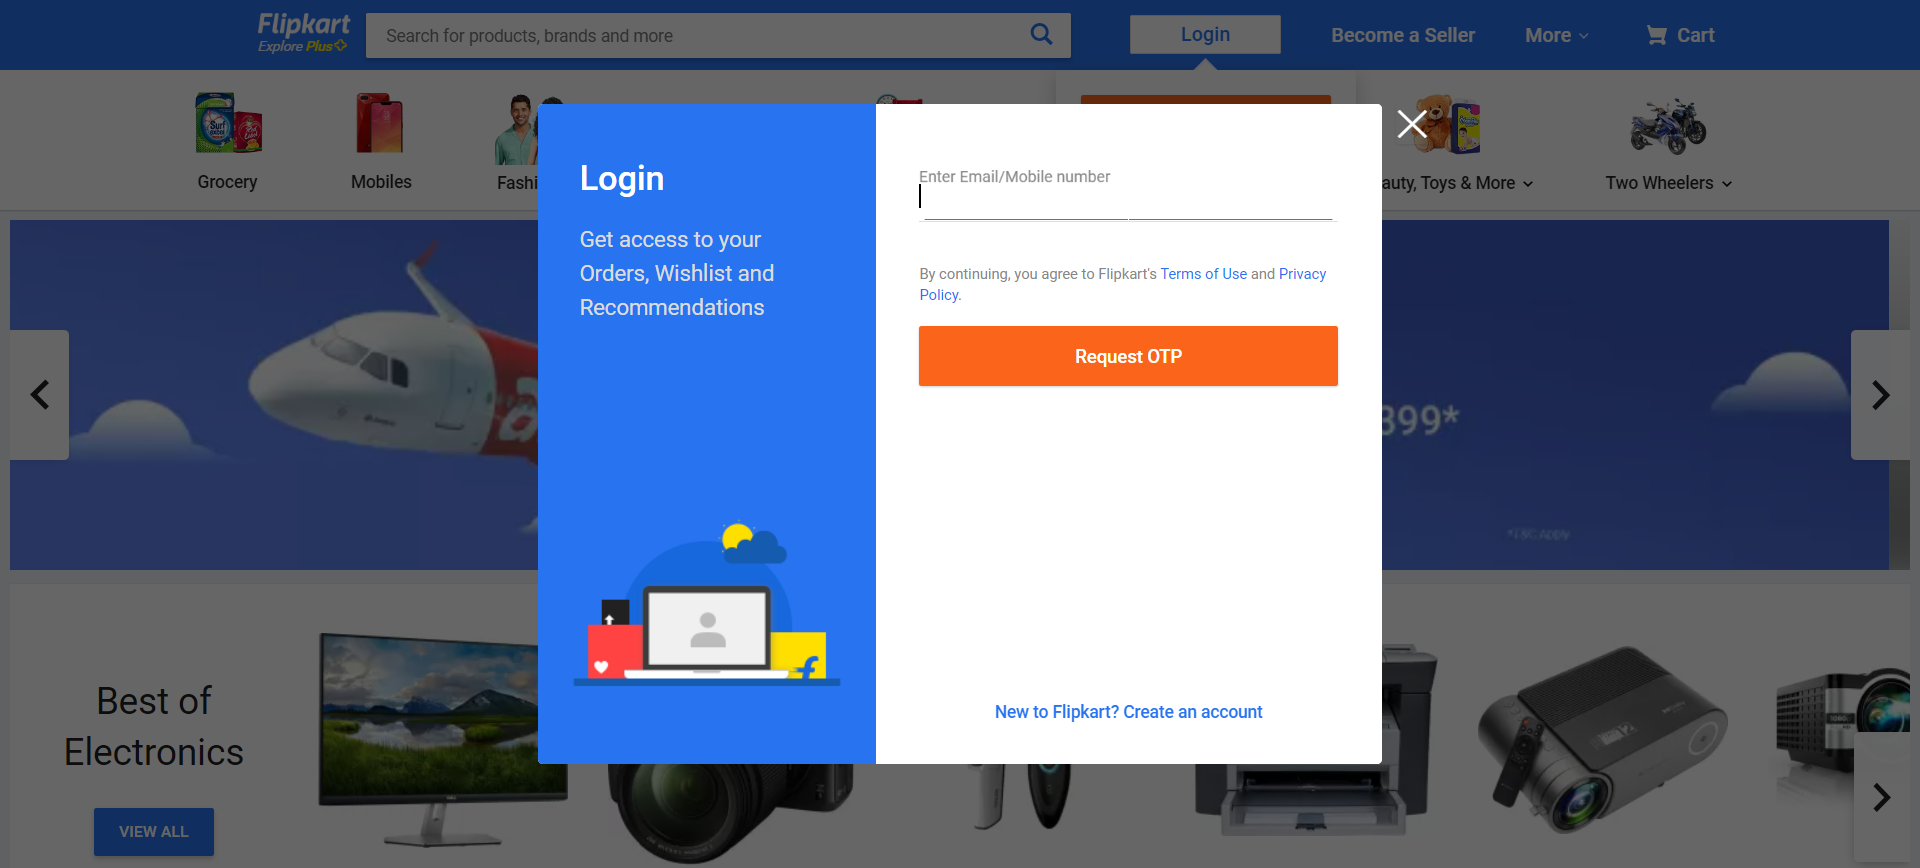 Flipkart
Explore Plus
Search for products, brands and more
Login
Become a Seller
More
Cart
Grocery
Mobiles
Fashi
auty, Toys & More
Two Wheelers
Login
Get access to your
Orders, Wishlist and
Recommendations
Enter Email/Mobile number
By continuing, you agree to Flipkart's Terms of Use and Privacy
Policy.
Request OTP
New to Flipkart? Create an account
399*
Best of
Electronics
VIEW ALL